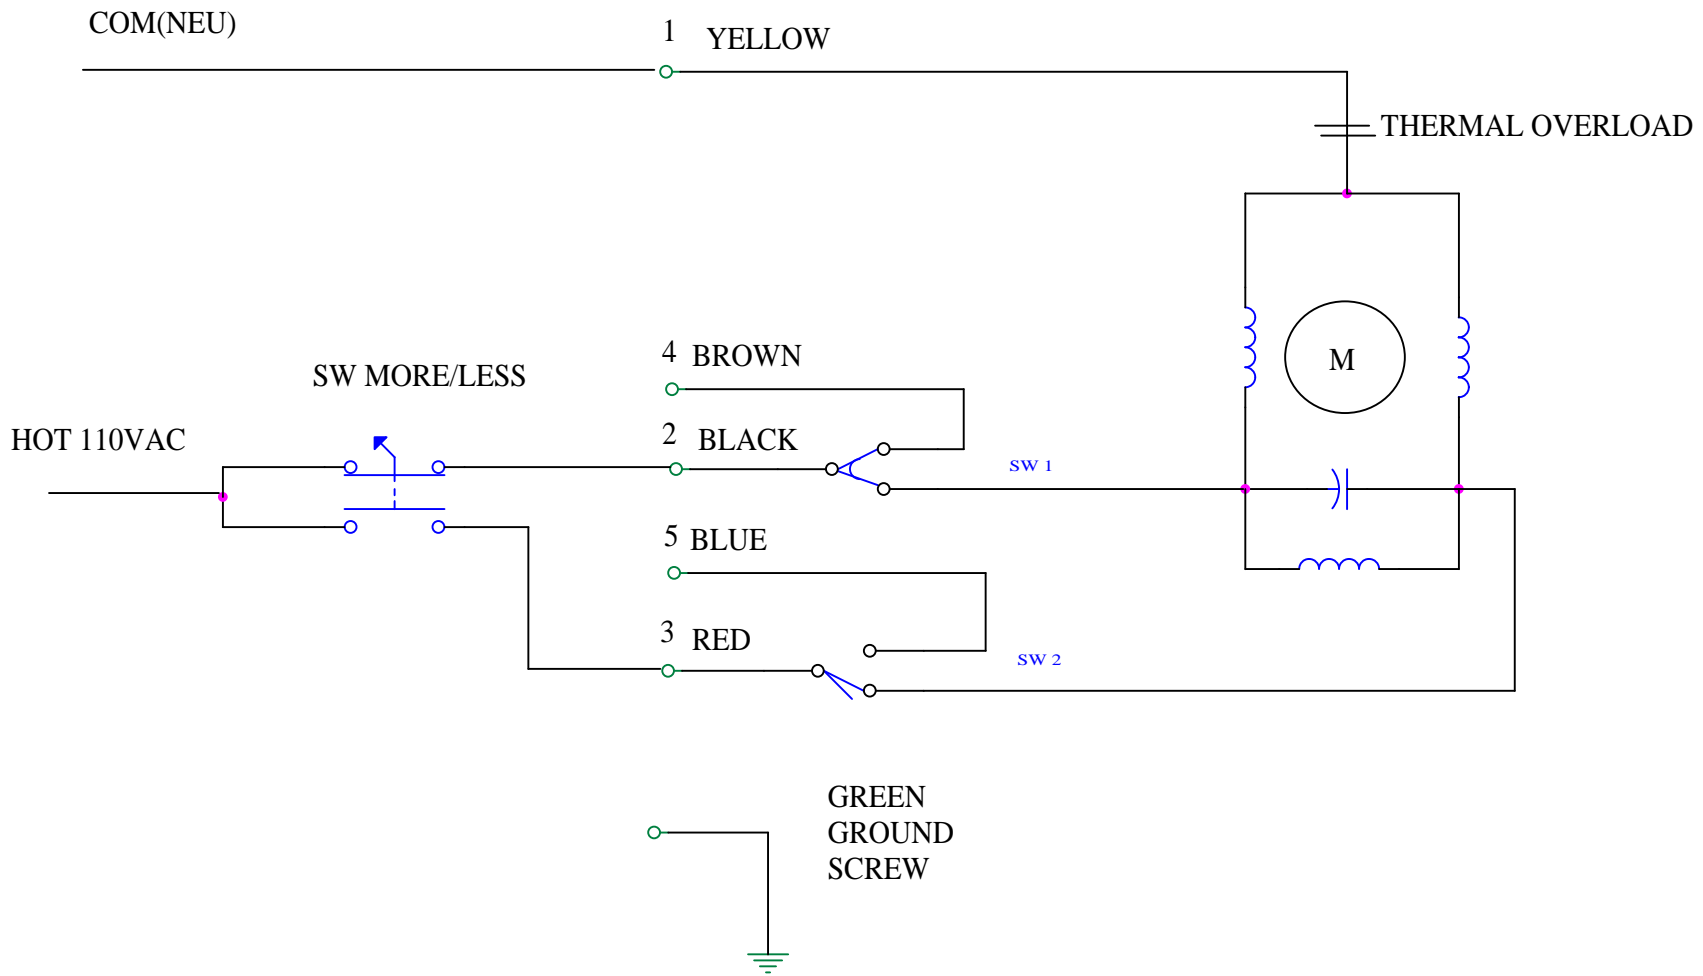 COM(NEU)
1 YELLOW
THERMAL OVERLOAD
4 BROWN
M
SW MORE/LESS
HOT 110VAC
2 BLACK
SW 1
5 BLUE
3 RED
SW 2
GREEN
GROUND
SCREW